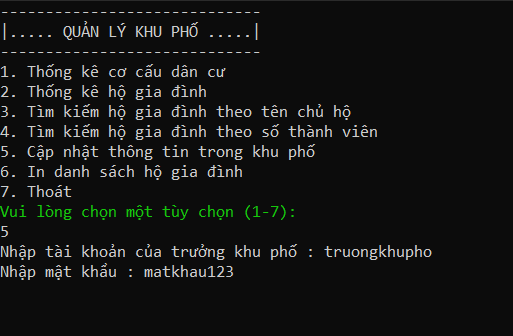 -----------------------------
|..... QUẢN LÝ KHU PHỐ .....|
-----------------------------
1. Thống kê cơ cấu dân cư
2. Thống kê hộ gia đình
3. Tìm kiếm hộ gia đình theo tên chủ hộ
4. Tìm kiếm hộ gia đình theo số thành viên
5. Cập nhật thông tin trong khu phố
6. In danh sách hộ gia đình
7. Thoát
Vui lòng chọn một tùy chọn (1-7):
5
Nhập tài khoản của trưởng khu phố : truongkhupho
Nhập mật khẩu : matkhau123